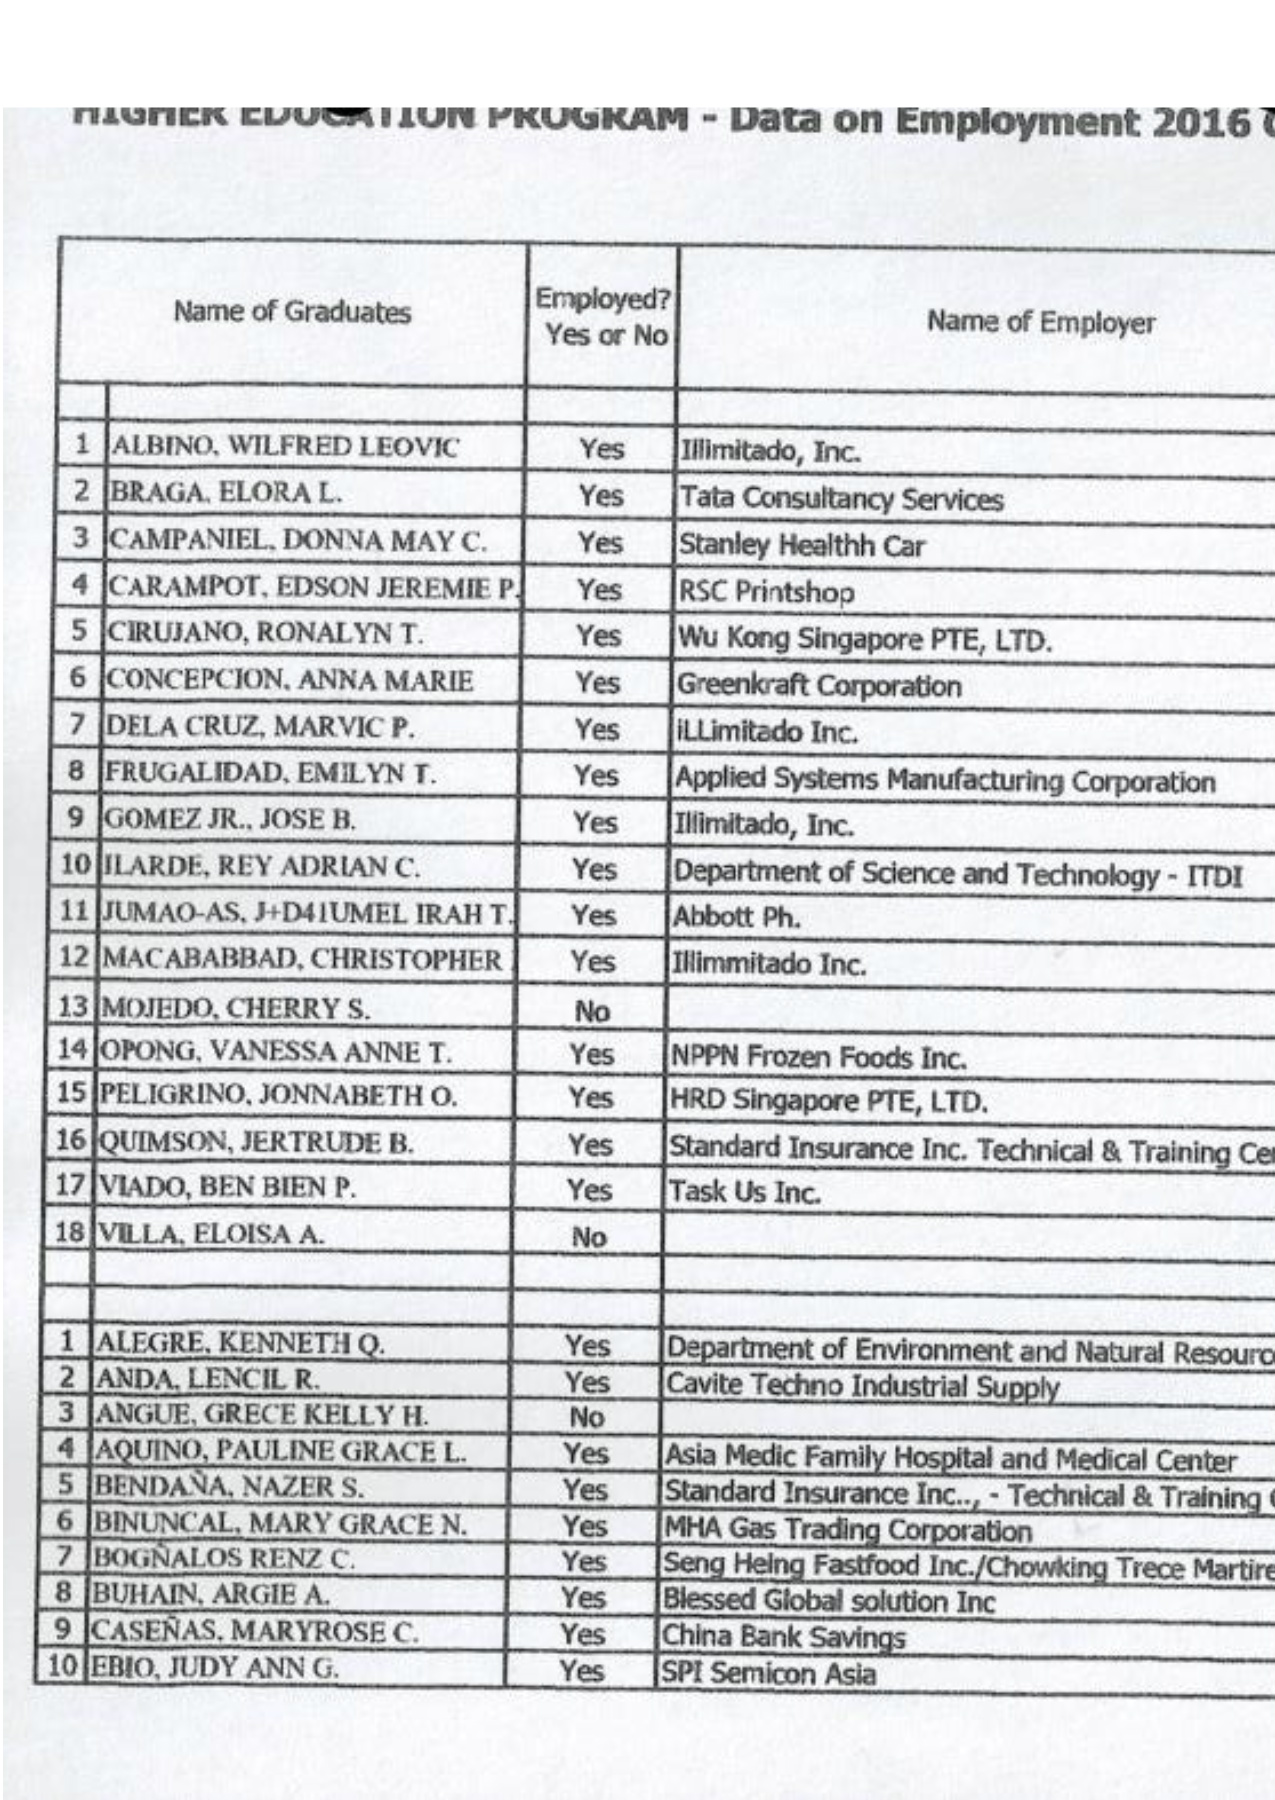 HIGHER EDUCATION PROGRAM - Data on Employment 2016
Name of Graduates Employed? Yes or No Name of Employer
1 ALBINO, WILFRED LEOVIC Yes Illimitado, Inc.
2 BRAGA, ELORA L. Yes Tata Consultancy Services
3 CAMPANIEL, DONNA MAY C. Yes Stanley Healthh Car
4 CARAMPOT, EDSON JEREMIE P. Yes RSC Printshop
5 CIRUJANO, RONALYN T. Yes Wu Kong Singapore PTE, LTD.
6 CONCEPCION, ANNA MARIE Yes Greenkraft Corporation
7 DELA CRUZ, MARVIC P. Yes iLLimitado Inc.
8 FRUGALIDAD, EMILYN T. Yes Applied Systems Manufacturing Corporation
9 GOMEZ JR., JOSE B. Yes Illimitado, Inc.
10 ILARDE, REY ADRIAN C. Yes Department of Science and Technology - ITDI
11 JUMAO-AS, J+D41UMEL IRAH T. Yes Abbott Ph.
12 MACABABBAD, CHRISTOPHER Yes Illimmitado Inc.
13 MOJEDO, CHERRY S. No
14 OPONG, VANESSA ANNE T. Yes NPPN Frozen Foods Inc.
15 PELIGRINO, JONNABETH O. Yes HRD Singapore PTE, LTD.
16 QUIMSON, JERTRUDE B. Yes Standard Insurance Inc. Technical & Training Cen
17 VIADO, BEN BIEN P. Yes Task Us Inc.
18 VILLA, ELOISA A. No
1 ALEGRE, KENNETH Q. Yes Department of Environment and Natural Resourc
2 ANDA, LENCIL R. Yes Cavite Techno Industrial Supply
3 ANGUE, GRECE KELLY H. No
4 AQUINO, PAULINE GRACE L. Yes Asia Medic Family Hospital and Medical Center
5 BENDAÑA, NAZER S. Yes Standard Insurance Inc.., - Technical & Training
6 BINUNCAL, MARY GRACE N. Yes MHA Gas Trading Corporation
7 BOGÑALOS RENZ C. Yes Seng Heing Fastfood Inc./Chowking Trece Martire
8 BUHAIN, ARGIE A. Yes Blessed Global solution Inc
9 CASEÑAS, MARYROSE C. Yes China Bank Savings
10 EBIO, JUDY ANN G. Yes SPI Semicon Asia